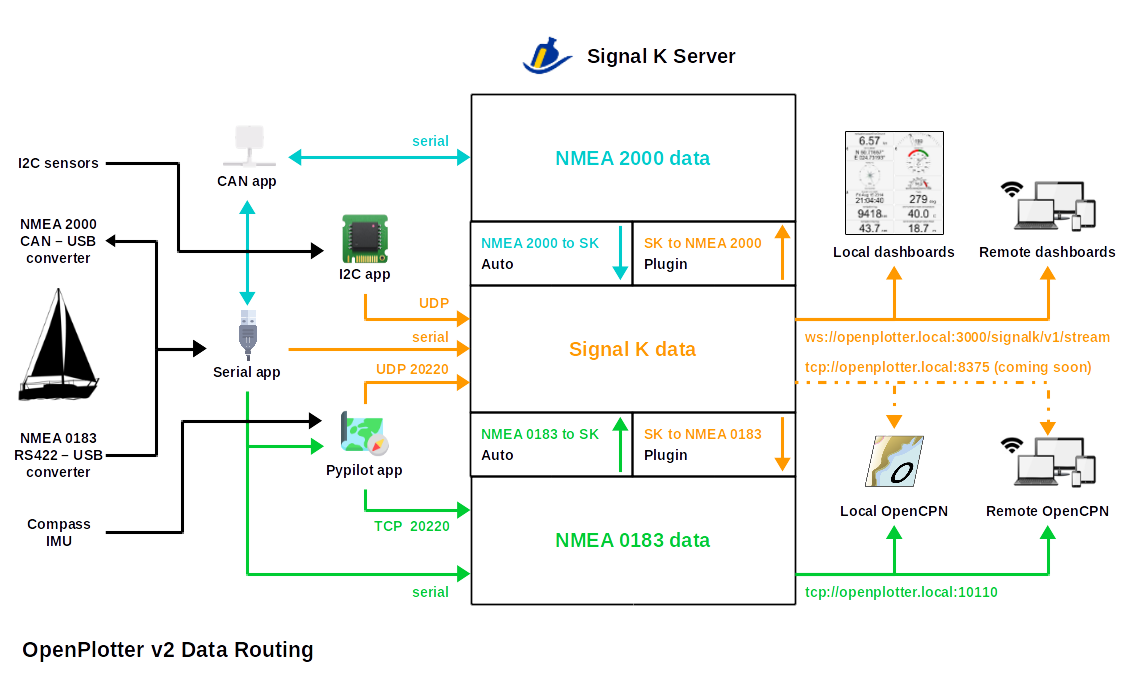 Signal K Server
serial
NMEA 2000 data
I2C sensors
CAN app
NMEA 2000
CAN – USB
converter
I2C app
NMEA 2000 to SK
Auto
SK to NMEA 2000
Plugin
6.57
N 50.71657
E 024.73193
21:04:40
279
9418
40.0
43.7
18.7
Local dashboards
Remote dashboards
UDP
serial
Signal K data
UDP 20220
Serial app
ws://openplotter.local:3000/signalk/v1/stream
tcp://openplotter.local:8375 (coming soon)
NMEA 0183
RS422 – USB
converter
Pypilot app
NMEA 0183 to SK
Auto
SK to NMEA 0183
Plugin
Local OpenCPN
Remote OpenCPN
Compass
IMU
TCP 20220
NMEA 0183 data
serial
tcp://openplotter.local:10110
OpenPlotter v2 Data Routing